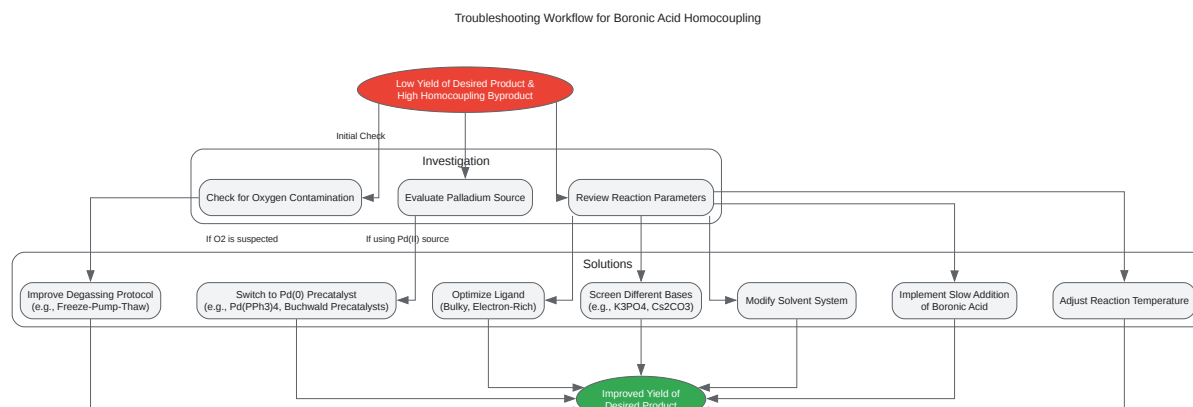 Troubleshooting Workflow for Boronic Acid Homocoupling
Low Yield of Desired Product &
High Homocoupling Byproduct
Initial Check
Investigation
Check for Oxygen Contamination
Evaluate Palladium Source
Review Reaction Parameters
If O2 is suspected
If using Pd(II) source
Solutions
Improve Degassing Protocol
(e.g., Freeze-Pump-Thaw)
Switch to Pd(0) Precatalyst
(e.g., Pd(PPh3)4, Buchwald Precatalysts)
Optimize Ligand
(Bulky, Electron-Rich)
Screen Different Bases
(e.g., K3PO4, Cs2CO3)
Modify Solvent System
Implement Slow Addition
of Boronic Acid
Adjust Reaction Temperature
Improved Yield of
Desired Product